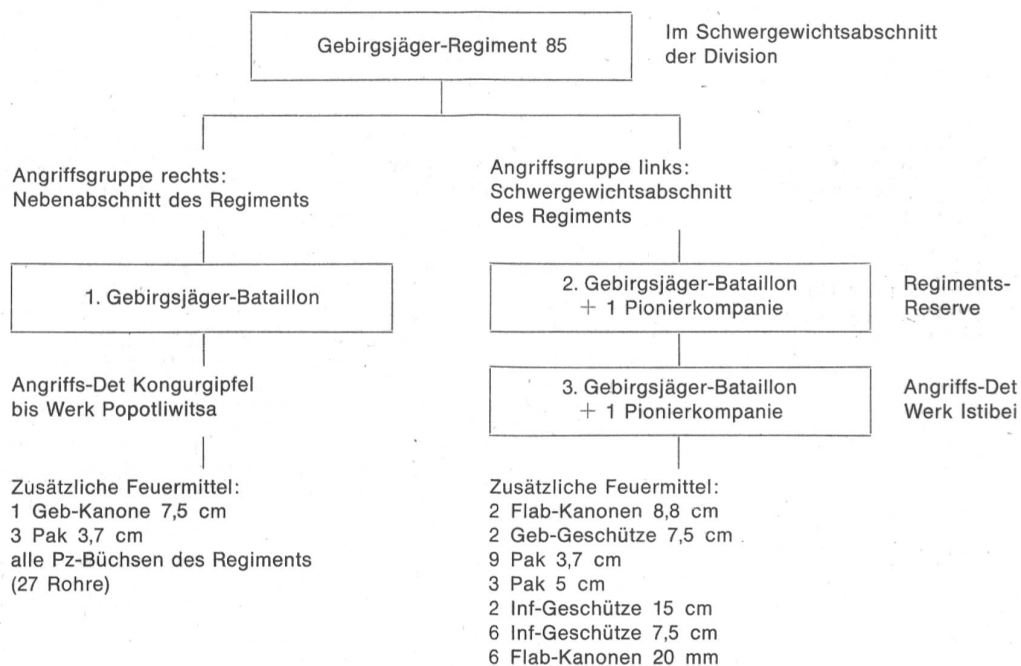 Gebirgsjäger-Regiment 85
Im Schwergewichtsabschnitt
der Division
Angriffsgruppe rechts:
Nebenabschnitt des Regiments
1. Gebirgsjäger-Bataillon
Angriffs-Det Kongurgipfel
bis Werk Popotliwitsa
Zusätzliche Feuermittel:
1 Geb-Kanone 7,5 cm
3 Pak 3,7 cm
alle Pz-Büchsen des Regiments
(27 Rohre)
Angriffsgruppe links:
Schwergewichtsabschnitt
des Regiments
2. Gebirgsjäger-Bataillon
+ 1 Pionierkompanie
Regiments-
Reserve
3. Gebirgsjäger-Bataillon
+ 1 Pionierkompanie
Angriffs-Det
Werk Istibei
Zusätzliche Feuermittel:
2 Flab-Kanonen 8,8 cm
2 Geb-Geschütze 7,5 cm
9 Pak 3,7 cm
3 Pak 5 cm
2 Inf-Geschütze 15 cm
6 Inf-Geschütze 7,5 cm
6 Flab-Kanonen 20 mm